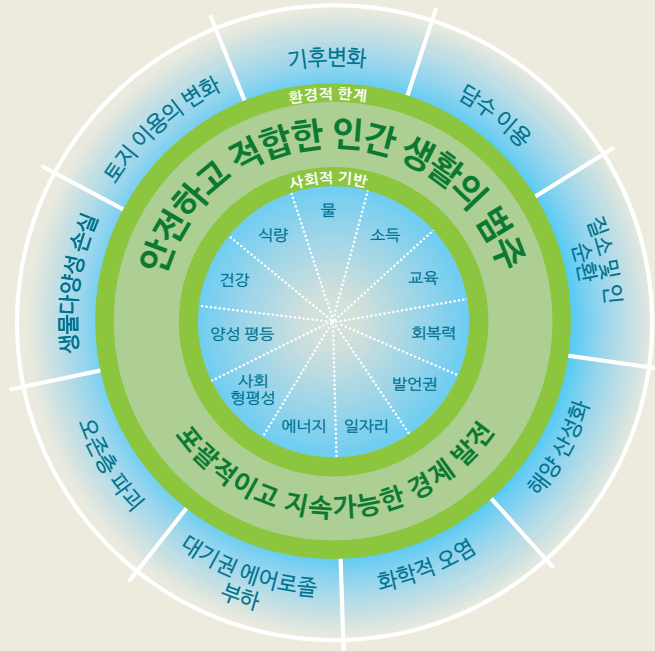 기후변화
담수 이용
질소 및 인
순환
해양 산성화
화학적 오염
대기권 에어로졸
부하
오존층 파괴
생물다양성 손실
토지 이용의 변화
환경적 한계
안전하고 적합한 인간 생활의 범주
사회적 기반
물
소득
교육
회복력
발언권
일자리
에너지
사회
형평성
양성 평등
건강
식량
포괄적이고 지속가능한 경제 발전